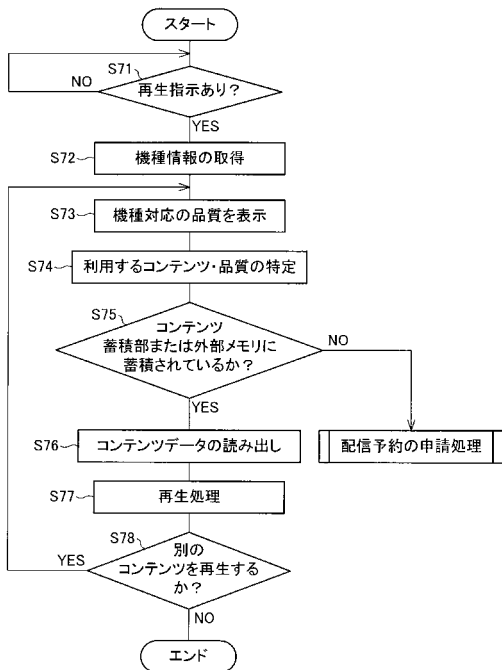 スタート
S71
再生指示あり?
NO
YES
S72
機種情報の取得
S73
機種対応の品質を表示
S74
利用するコンテンツ・品質の特定
S75
コンテンツ
蓄積部または外部メモリに
蓄積されているか?
NO
YES
S76
コンテンツデータの読み出し
配信予約の申請処理
S77
再生処理
S78
別の
コンテンツを再生する
か?
YES
NO
エンド